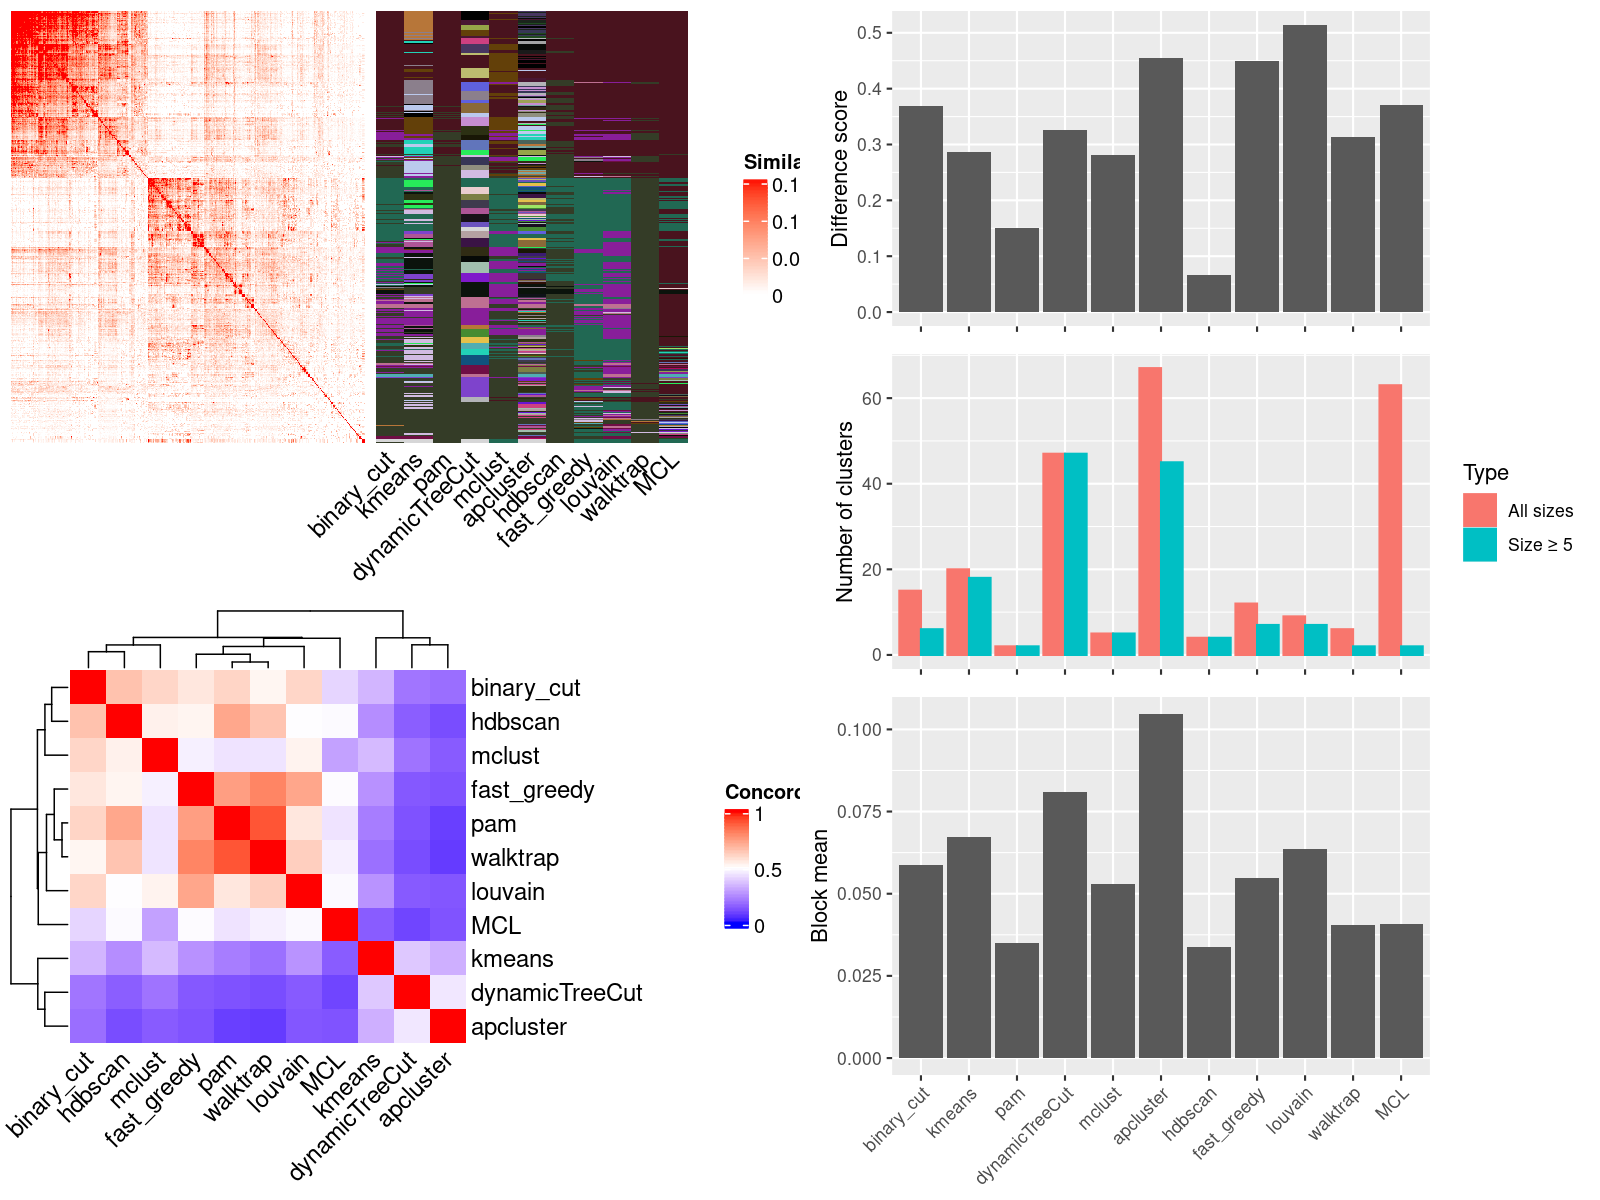 Simila
0.1
0.1
0.0
0
binary_cut
kmeans
pam
dynamicTreeCut
mclust
apcluster
hdbscan
fast_greedy
louvain
walktrap
MCL
binary_cut
hdbscan
mclust
fast_greedy
pam
walktrap
louvain
MCL
kmeans
dynamicTreeCut
apcluster
binary_cut
hdbscan
mclust
fast_greedy
pam
walktrap
louvain
MCL
kmeans
dynamicTreeCut
apcluster
Concord
1
0.5
0
Difference score
0.5
0.4
0.3
0.2
0.1
0.0
Number of clusters
60
40
20
0
Type
All sizes
Size ≥ 5
Block mean
0.100
0.075
0.050
0.025
0.000
binary_cut
kmeans
pam
dynamicTreeCut
mclust
apcluster
hdbscan
fast_greedy
louvain
walktrap
MCL